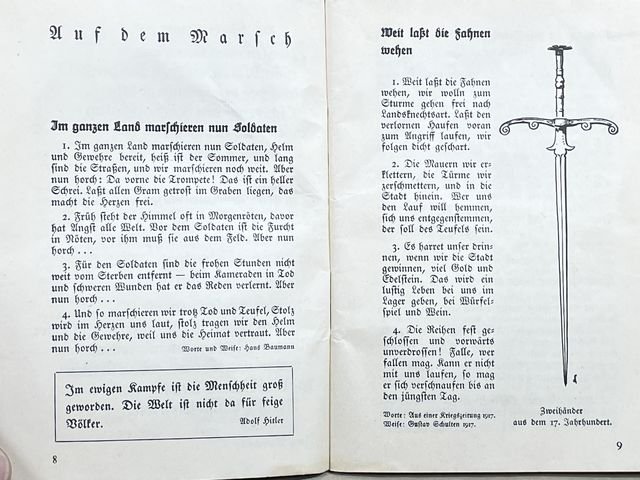 Auf dem Marsch
Im ganzen Land marschieren nun Soldaten
1. Im ganzen Land marschieren nun Soldaten, Helm
und Gewehre bereit, heiß ist der Sommer, und lang
sind die Straßen, und wir marschieren noch weit. Aber
nun horch: Da vorne die Trompete! Das ist ein heller
Schrei. Laßt allen Gram getrost im Graben liegen, das
macht die Herzen frei.
2. Früh steht der Himmel oft in Morgenröten, davor
hat Angst alle Welt. Vor dem Soldaten ist die Furcht
in Nöten, vor ihm muß sie aus dem Feld. Aber nun
horch . . .
3. Für den Soldaten sind die frohen Stunden nicht
weit vom Sterben entfernt — beim Kameraden in Tod
und schweren Wunden hat er das Reden verlernt. Aber
nun horch . . .
4. Und so marschieren wir trotz Tod und Teufel, Stolz
wird im Herzen uns laut, stolz tragen wir den Helm
und die Gewehre, weil uns die Heimat vertraut. Aber
nun horch . . . Worte und Weise: Hans Baumann
Im ewigen Kampfe ist die Menschheit groß
geworden. Die Welt ist nicht da für feige
Völker. Adolf Hitler
8
Weit laßt die Fahnen
wehen
1. Weit laßt die Fahnen
wehen, wir wolln zum
Sturme gehen frei nach
Landsknechtsart. Laßt den
verlornen Haufen voran
zum Angriff laufen, wir
folgen dicht geschart.
2. Die Mauern wir er-
klettern, die Türme wir
zerschmettern, und in die
Stadt hinein. Wer uns
den Lauf will hemmen,
sich uns entgegenstemmen,
der soll des Teufels sein.
3. Es harret unser drin-
nen, wenn wir die Stadt
gewinnen, viel Gold und
Edelstein. Das wird ein
lustig Leben bei uns im
Lager geben, bei Würfel-
spiel und Wein.
4. Die Reihen fest ge-
schlossen und vorwärts
unverdrossen! Falle, wer
fallen mag. Kann er nicht
mit uns laufen, so mag
er sich verschnaufen bis an
den jüngsten Tag.
Worte: Aus einer Kriegszeitung 1917.
Weise: Gustav Schulten 1917.
Zweihänder
aus dem 17. Jahrhundert.
9